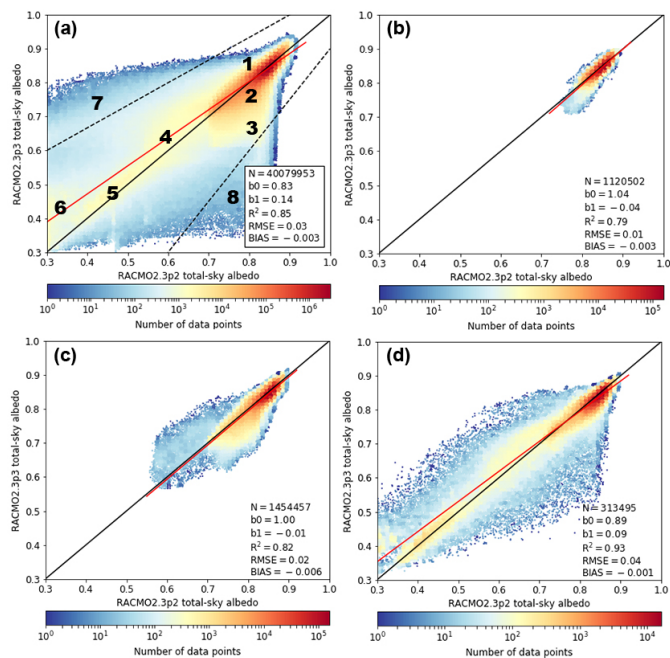 (a)
1.0
0.9
0.8
0.7
0.6
0.5
0.4
0.3
RACMO2.3p3 total-sky albedo
1
2
3
4
5
6
7
8
N = 40079953
b0 = 0.83
b1 = 0.14
R² = 0.85
RMSE = 0.03
BIAS = −0.003
0.3 0.4 0.5 0.6 0.7 0.8 0.9 1.0
RACMO2.3p2 total-sky albedo
10⁰ 10¹ 10² 10³ 10⁴ 10⁵ 10⁶
Number of data points
(b)
1.0
0.9
0.8
0.7
0.6
0.5
0.4
0.3
RACMO2.3p3 total-sky albedo
N = 1120502
b0 = 1.04
b1 = −0.04
R² = 0.79
RMSE = 0.01
BIAS = −0.003
0.3 0.4 0.5 0.6 0.7 0.8 0.9 1.0
RACMO2.3p2 total-sky albedo
10⁰ 10¹ 10² 10³ 10⁴ 10⁵
Number of data points
(c)
1.0
0.9
0.8
0.7
0.6
0.5
0.4
0.3
RACMO2.3p3 total-sky albedo
N = 1454457
b0 = 1.00
b1 = −0.01
R² = 0.82
RMSE = 0.02
BIAS = −0.006
0.3 0.4 0.5 0.6 0.7 0.8 0.9 1.0
RACMO2.3p2 total-sky albedo
10⁰ 10¹ 10² 10³ 10⁴ 10⁵
Number of data points
(d)
1.0
0.9
0.8
0.7
0.6
0.5
0.4
0.3
RACMO2.3p3 total-sky albedo
N = 313495
b0 = 0.89
b1 = 0.09
R² = 0.93
RMSE = 0.04
BIAS = −0.001
0.3 0.4 0.5 0.6 0.7 0.8 0.9 1.0
RACMO2.3p2 total-sky albedo
10⁰ 10¹ 10² 10³ 10⁴
Number of data points